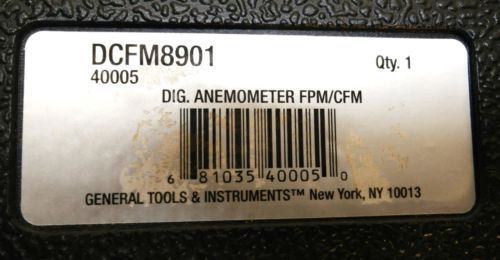 DCFM8901
40005
Qty. 1
DIG. ANEMOMETER FPM/CFM
6 81035 40005 0
GENERAL TOOLS & INSTRUMENTS™ New York, NY 10013